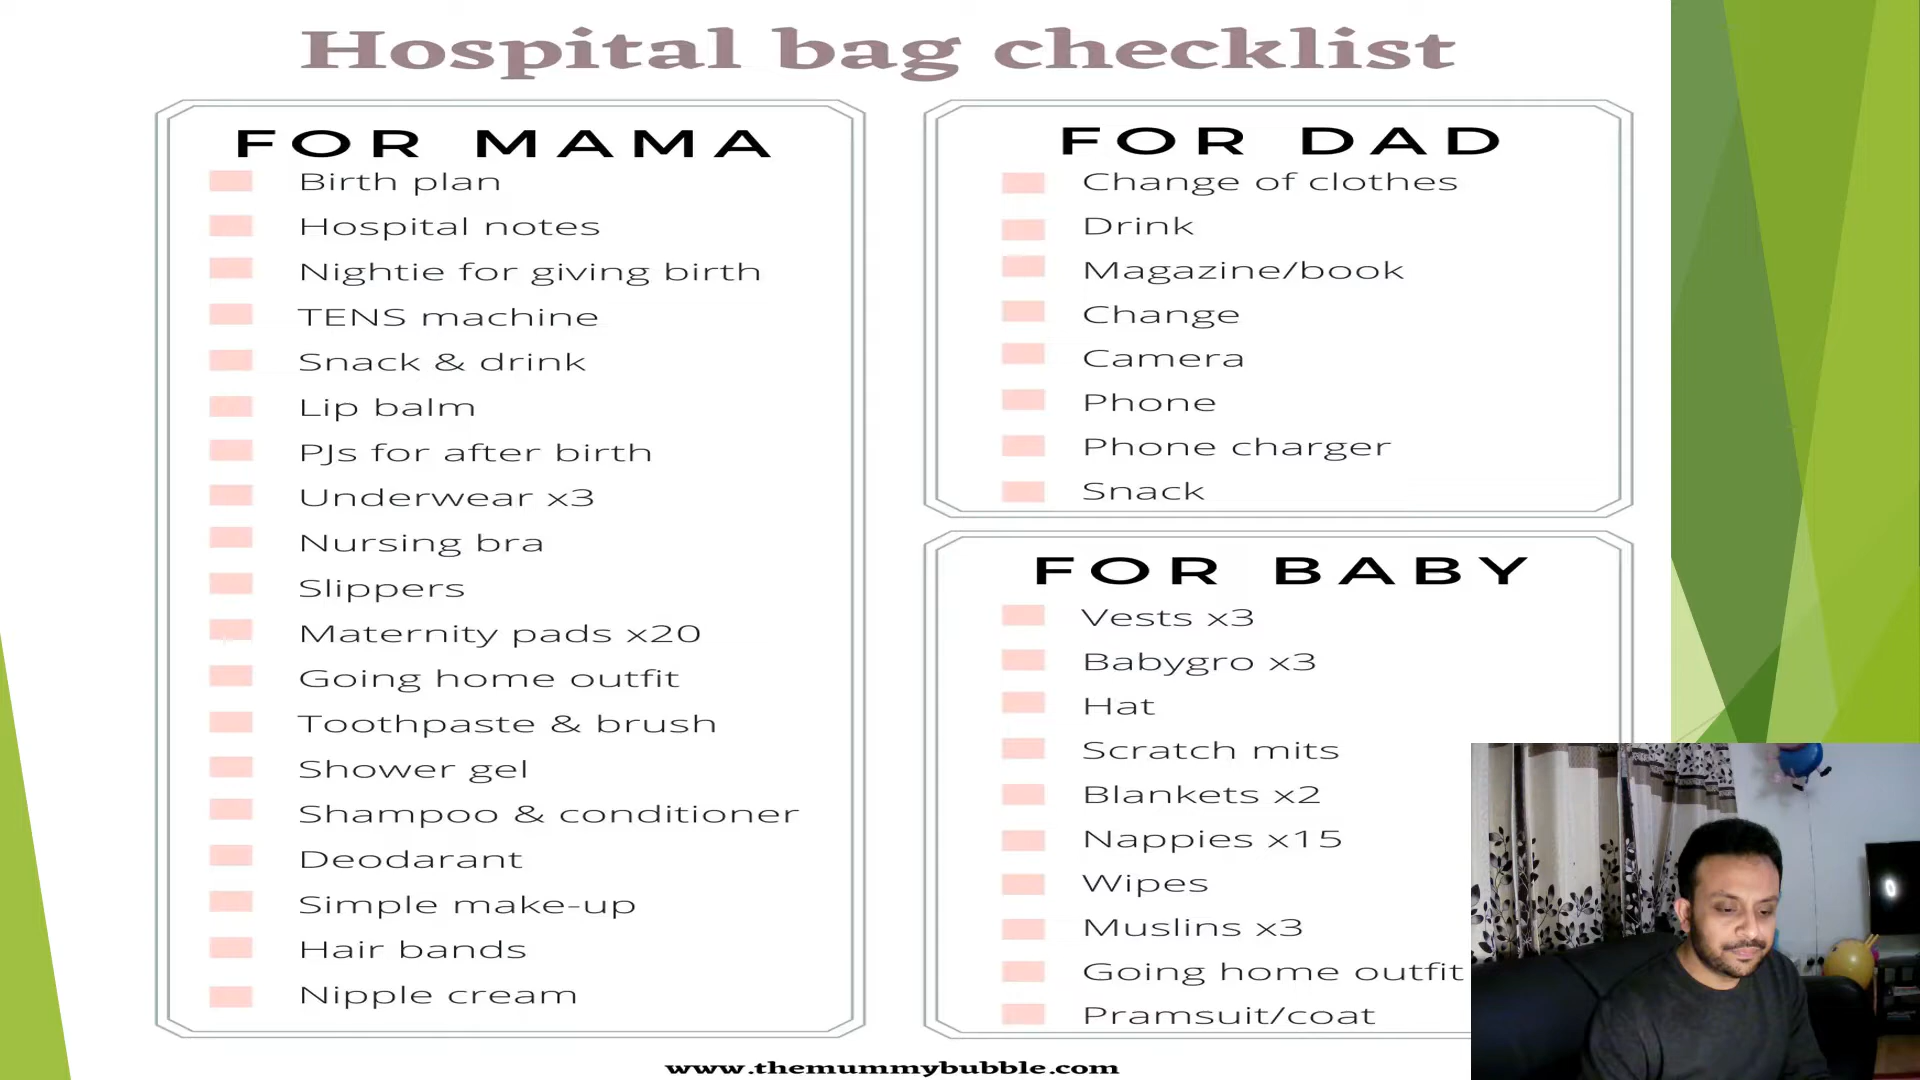 Hospital bag checklist
FOR MAMA
Birth plan
Hospital notes
Nightie for giving birth
TENS machine
Snack & drink
Lip balm
PJs for after birth
Underwear x3
Nursing bra
Slippers
Maternity pads x20
Going home outfit
Toothpaste & brush
Shower gel
Shampoo & conditioner
Deodarant
Simple make-up
Hair bands
Nipple cream
FOR DAD
Change of clothes
Drink
Magazine/book
Change
Camera
Phone
Phone charger
Snack
FOR BABY
Vests x3
Babygro x3
Hat
Scratch mits
Blankets x2
Nappies x15
Wipes
Muslins x3
Going home outfit
Pramsuit/coat
www.themummybubble.com